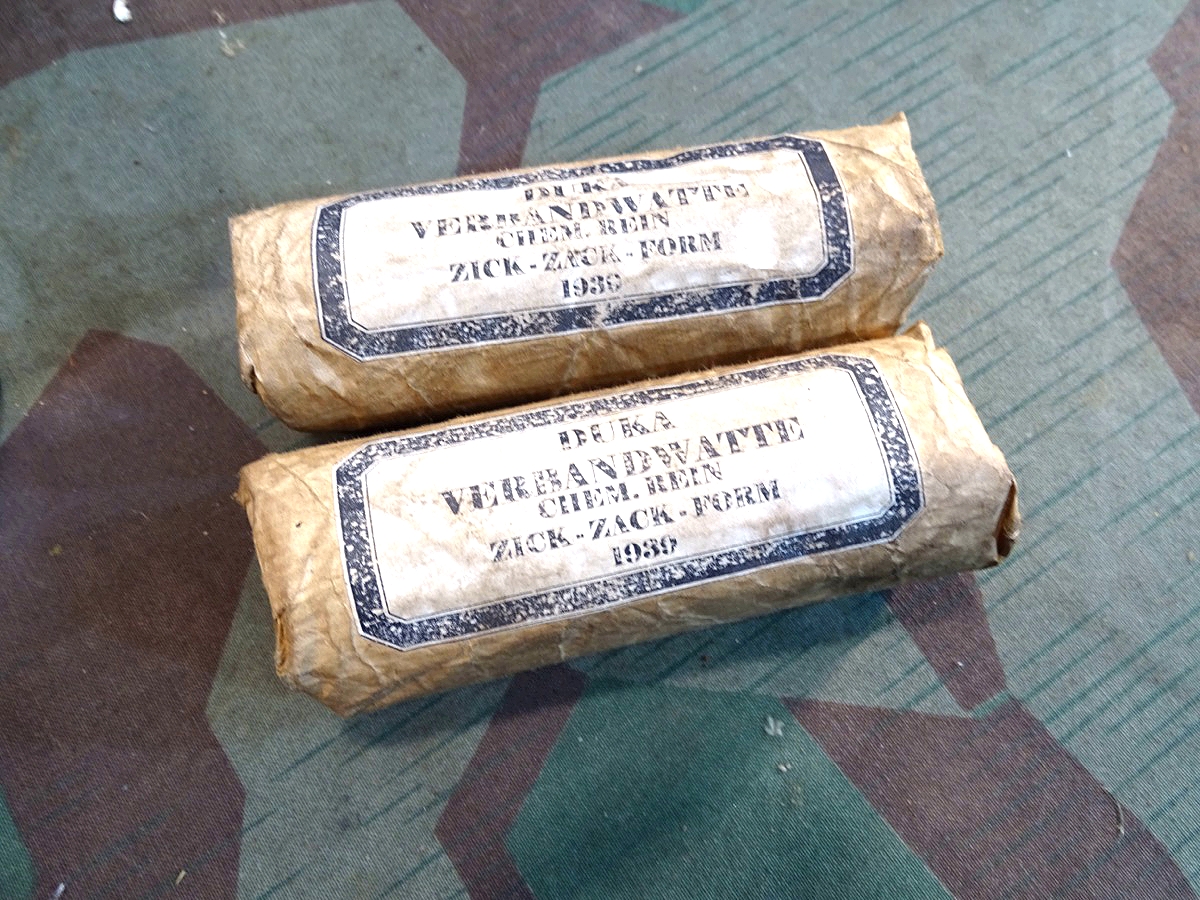 DUKA
VERBANDWATTE
CHEM. REIN
ZICK-ZACK-FORM
1939
DUKA
VERBANDWATTE
CHEM. REIN
ZICK-ZACK-FORM
1939